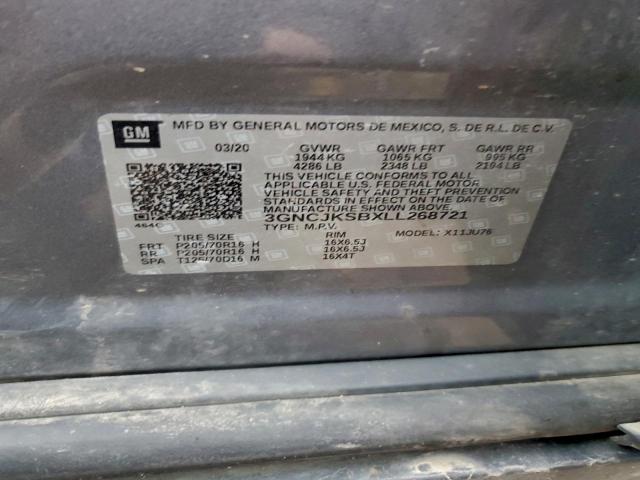 GM MFD BY GENERAL MOTORS DE MEXICO, S. DE R.L. DE C.V.
03/20 GVWR GAWR FRT GAWR RR
1944 KG 1065 KG 995 KG
4286 LB 2348 LB 2194 LB
THIS VEHICLE CONFORMS TO ALL APPLICABLE
U.S. FEDERAL MOTOR
VEHICLE SAFETY AND THEFT PREVENTION
STANDARDS IN EFFECT ON THE DATE OF
MANUFACTURE SHOWN ABOVE.
3GNCJKSBXLL268721
TYPE: M.P.V. MODEL: X11JU76
TIRE SIZE RIM
FRT P205/70R16 H 16X6.5J
RR P205/70R16 H 16X6.5J
SPA T125/70D16 M 16X4T